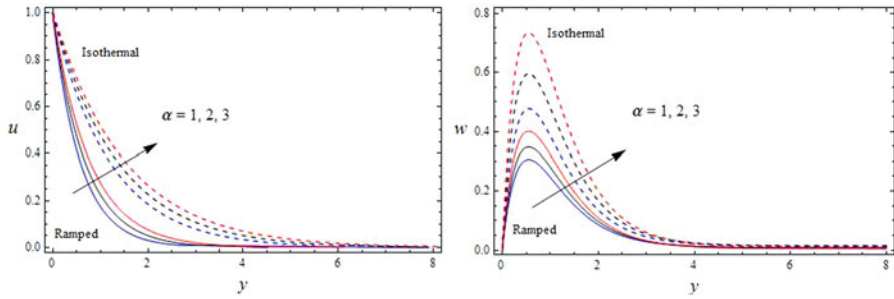 1.0
0.8
0.6
0.4
0.2
0.0
u
Isothermal
α = 1, 2, 3
Ramped
0 2 4 6 8
y
0.8
0.6
0.4
0.2
0.0
w
Isothermal
α = 1, 2, 3
Ramped
0 2 4 6 8
y